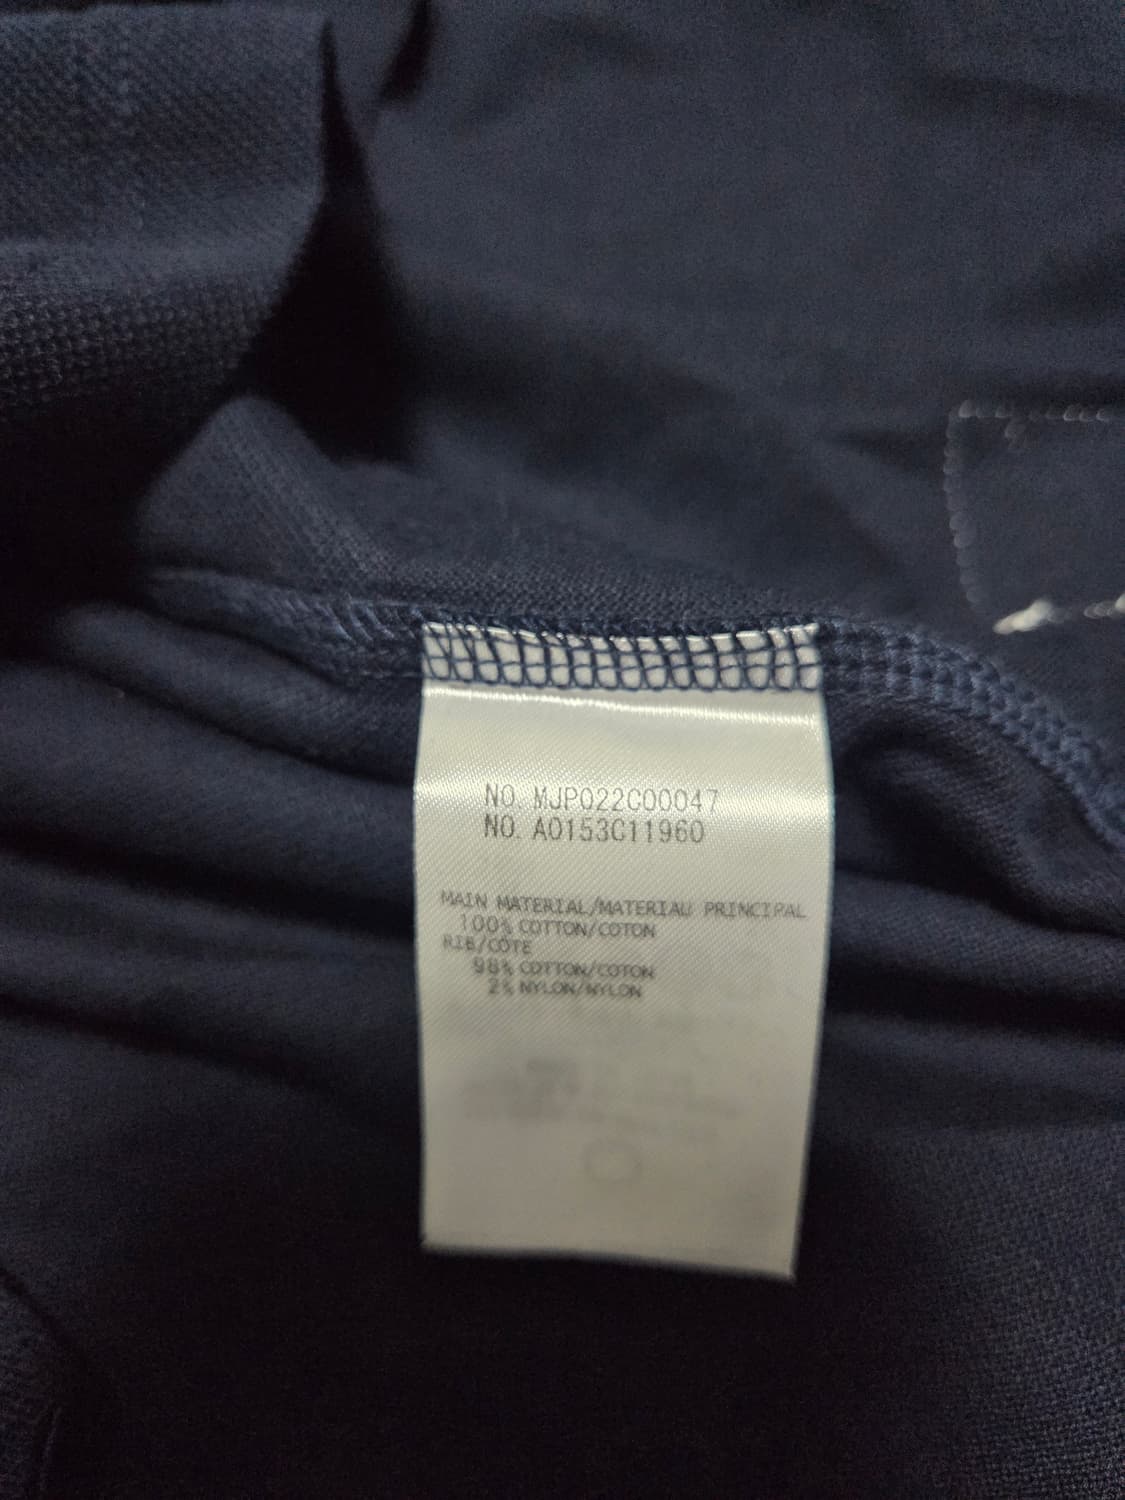 NO. MJP022C00047
NO. A0153C11960
MAIN MATERIAL/MATERIAU PRINCIPAL
100% COTTON/COTON
RIB/CÔTE
98% COTTON/COTON
2% NYLON/NYLON